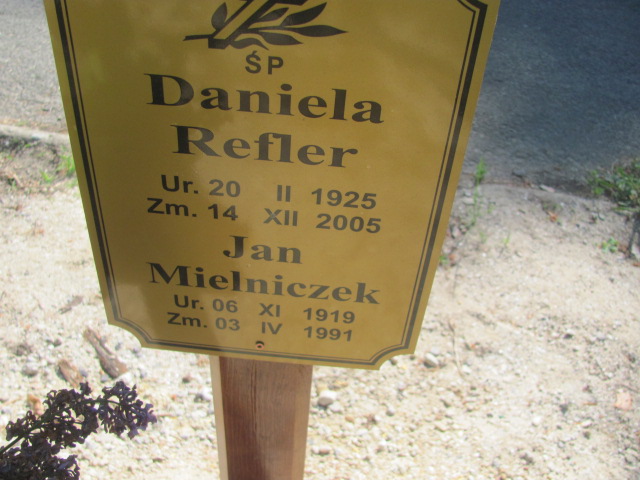 ŚP
Daniela
Refler
Ur. 20 II 1925
Zm. 14 XII 2005
Jan
Mielniczek
Ur. 06 XI 1919
Zm. 03 IV 1991